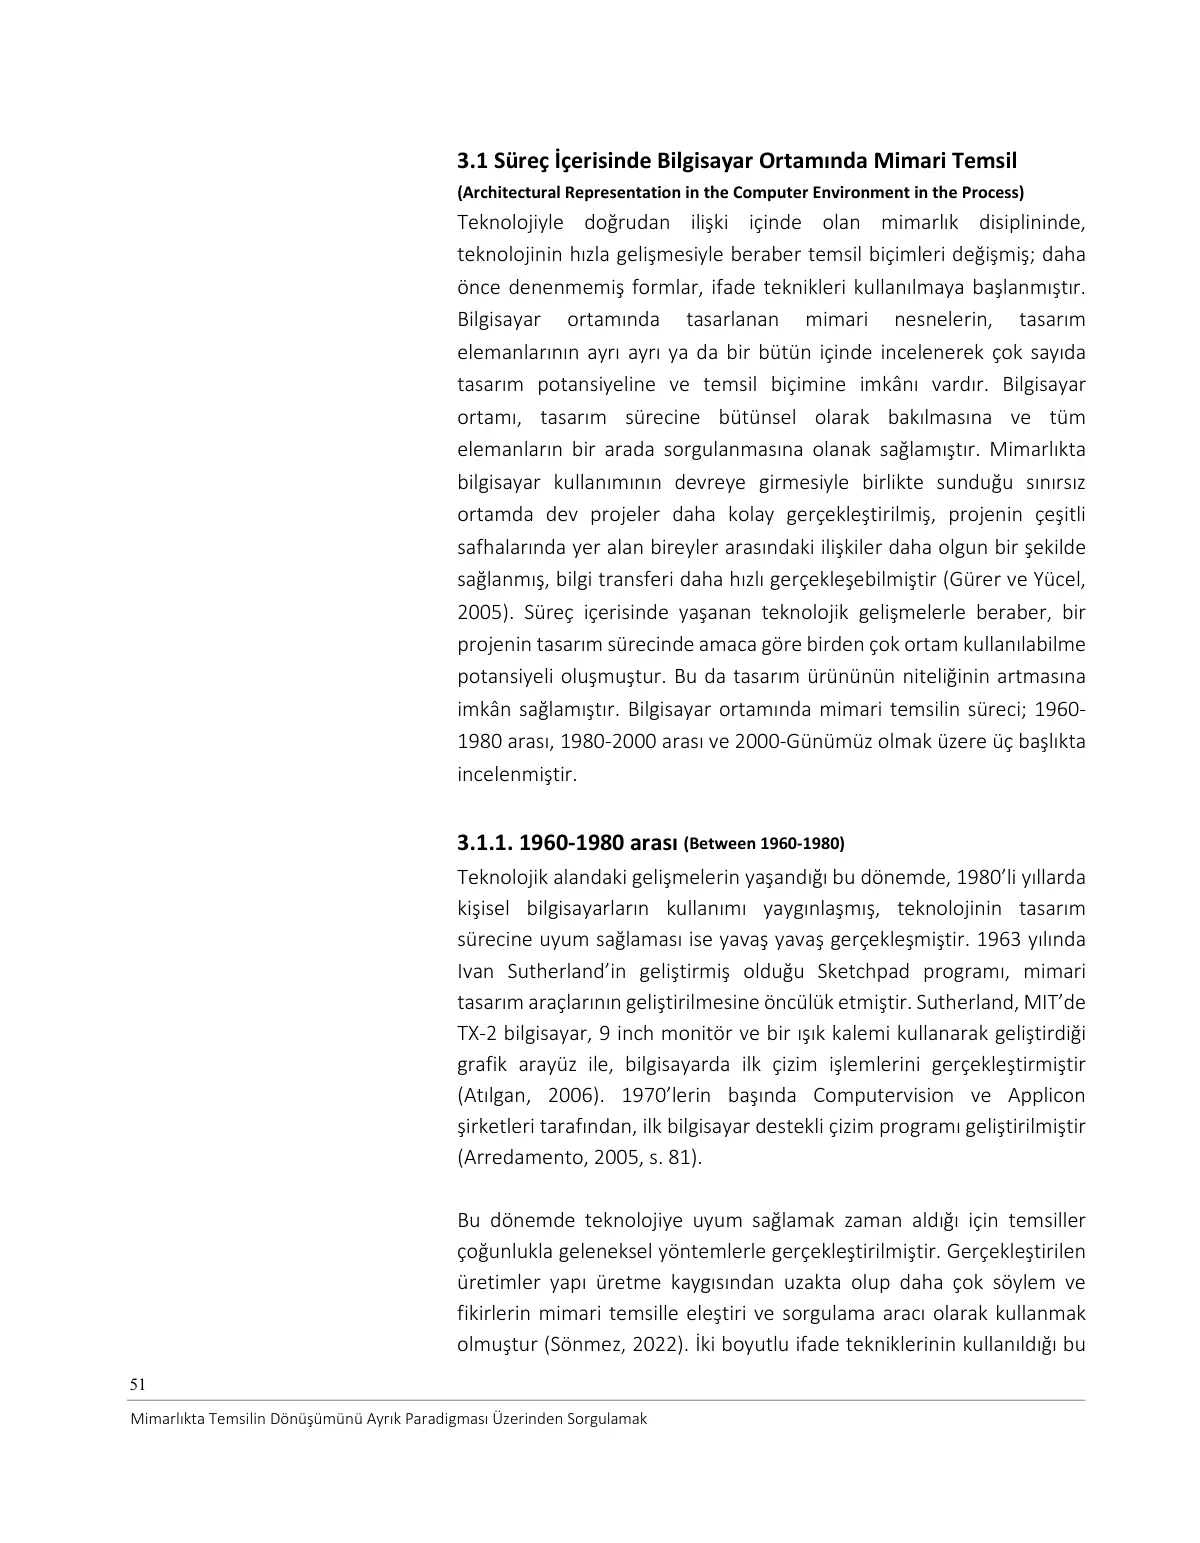 3.1 Süreç İçerisinde Bilgisayar Ortamında Mimari Temsil
(Architectural Representation in the Computer Environment in the Process)
Teknolojiyle doğrudan ilişki içinde olan mimarlık disiplininde,
teknolojinin hızla gelişmesiyle beraber temsil biçimleri değişmiş; daha
önce denenmemiş formlar, ifade teknikleri kullanılmaya başlanmıştır.
Bilgisayar ortamında tasarlanan mimari nesnelerin, tasarım
elemanlarının ayrı ayrı ya da bir bütün içinde incelenerek çok sayıda
tasarım potansiyeline ve temsil biçimine imkânı vardır. Bilgisayar
ortamı, tasarım sürecine bütünsel olarak bakılmasına ve tüm
elemanların bir arada sorgulanmasına olanak sağlamıştır. Mimarlıkta
bilgisayar kullanımının devreye girmesiyle birlikte sunduğu sınırsız
ortamda dev projeler daha kolay gerçekleştirilmiş, projenin çeşitli
safhalarında yer alan bireyler arasındaki ilişkiler daha olgun bir şekilde
sağlanmış, bilgi transferi daha hızlı gerçekleşebilmiştir (Gürer ve Yücel,
2005). Süreç içerisinde yaşanan teknolojik gelişmelerle beraber, bir
projenin tasarım sürecinde amaca göre birden çok ortam kullanılabilme
potansiyeli oluşmuştur. Bu da tasarım ürününün niteliğinin artmasına
imkân sağlamıştır. Bilgisayar ortamında mimari temsilin süreci; 1960-
1980 arası, 1980-2000 arası ve 2000-Günümüz olmak üzere üç başlıkta
incelenmiştir.
3.1.1. 1960-1980 arası (Between 1960-1980)
Teknolojik alandaki gelişmelerin yaşandığı bu dönemde, 1980’li yıllarda
kişisel bilgisayarların kullanımı yaygınlaşmış, teknolojinin tasarım
sürecine uyum sağlaması ise yavaş yavaş gerçekleşmiştir. 1963 yılında
Ivan Sutherland’in geliştirmiş olduğu Sketchpad programı, mimari
tasarım araçlarının geliştirilmesine öncülük etmiştir. Sutherland, MIT’de
TX-2 bilgisayar, 9 inch monitör ve bir ışık kalemi kullanarak geliştirdiği
grafik arayüz ile, bilgisayarda ilk çizim işlemlerini gerçekleştirmiştir
(Atılgan, 2006). 1970’lerin başında Computervision ve Applicon
şirketleri tarafından, ilk bilgisayar destekli çizim programı geliştirilmiştir
(Arredamento, 2005, s. 81).
Bu dönemde teknolojiye uyum sağlamak zaman aldığı için temsiller
çoğunlukla geleneksel yöntemlerle gerçekleştirilmiştir. Gerçekleştirilen
üretimler yapı üretme kaygısından uzakta olup daha çok söylem ve
fikirlerin mimari temsille eleştiri ve sorgulama aracı olarak kullanmak
olmuştur (Sönmez, 2022). İki boyutlu ifade tekniklerinin kullanıldığı bu
51
Mimarlıkta Temsilin Dönüşümünü Ayrık Paradigması Üzerinden Sorgulamak